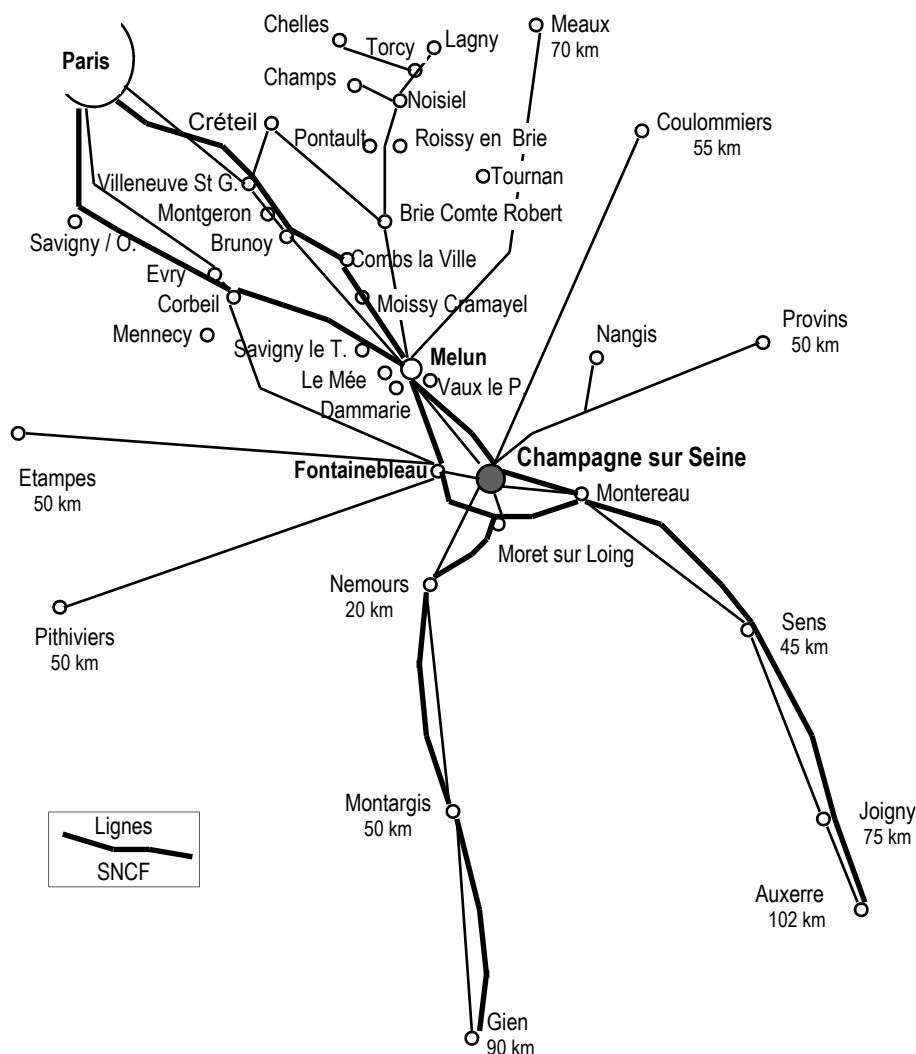 Chelles
Lagny
Meaux
70 km
Torcy
Paris
Champs
Noisiel
Créteil
Pontault
Roissy en Brie
Coulommiers
55 km
Tournan
Villeneuve St G.
Montgeron
Brie Comte Robert
Savigny / O.
Brunoy
Combs la Ville
Evry
Corbeil
Moissy Cramayel
Mennecy
Nangis
Provins
50 km
Savigny le T.
Melun
Le Mée
Vaux le P.
Dammarie
Etampes
50 km
Fontainebleau
Champagne sur Seine
Montereau
Moret sur Loing
Nemours
20 km
Pithiviers
50 km
Sens
45 km
Montargis
50 km
Joigny
75 km
Lignes
SNCF
Auxerre
102 km
Gien
90 km